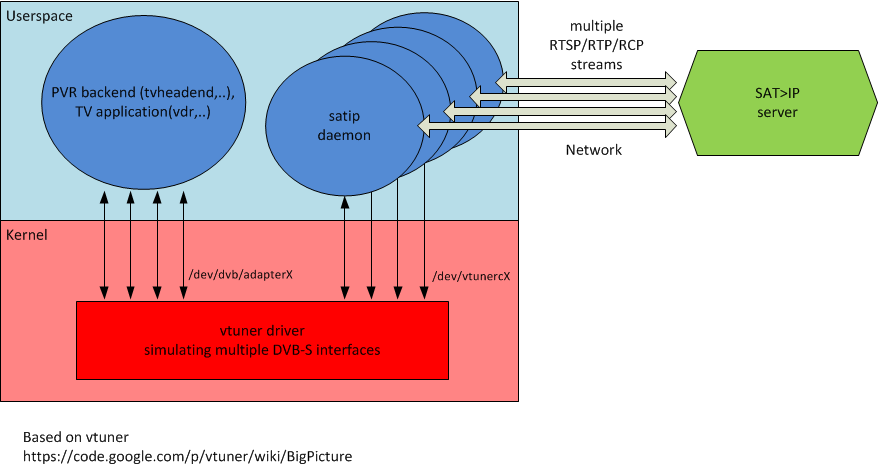 Userspace
PVR backend (tvheadend,..),
TV application(vdr,..)
satip
daemon
multiple
RTSP/RTP/RCP
streams
Network
SAT>IP
server
Kernel
/dev/dvb/adapterX
/dev/vtunercX
vtuner driver
simulating multiple DVB-S interfaces
Based on vtuner
https://code.google.com/p/vtuner/wiki/BigPicture